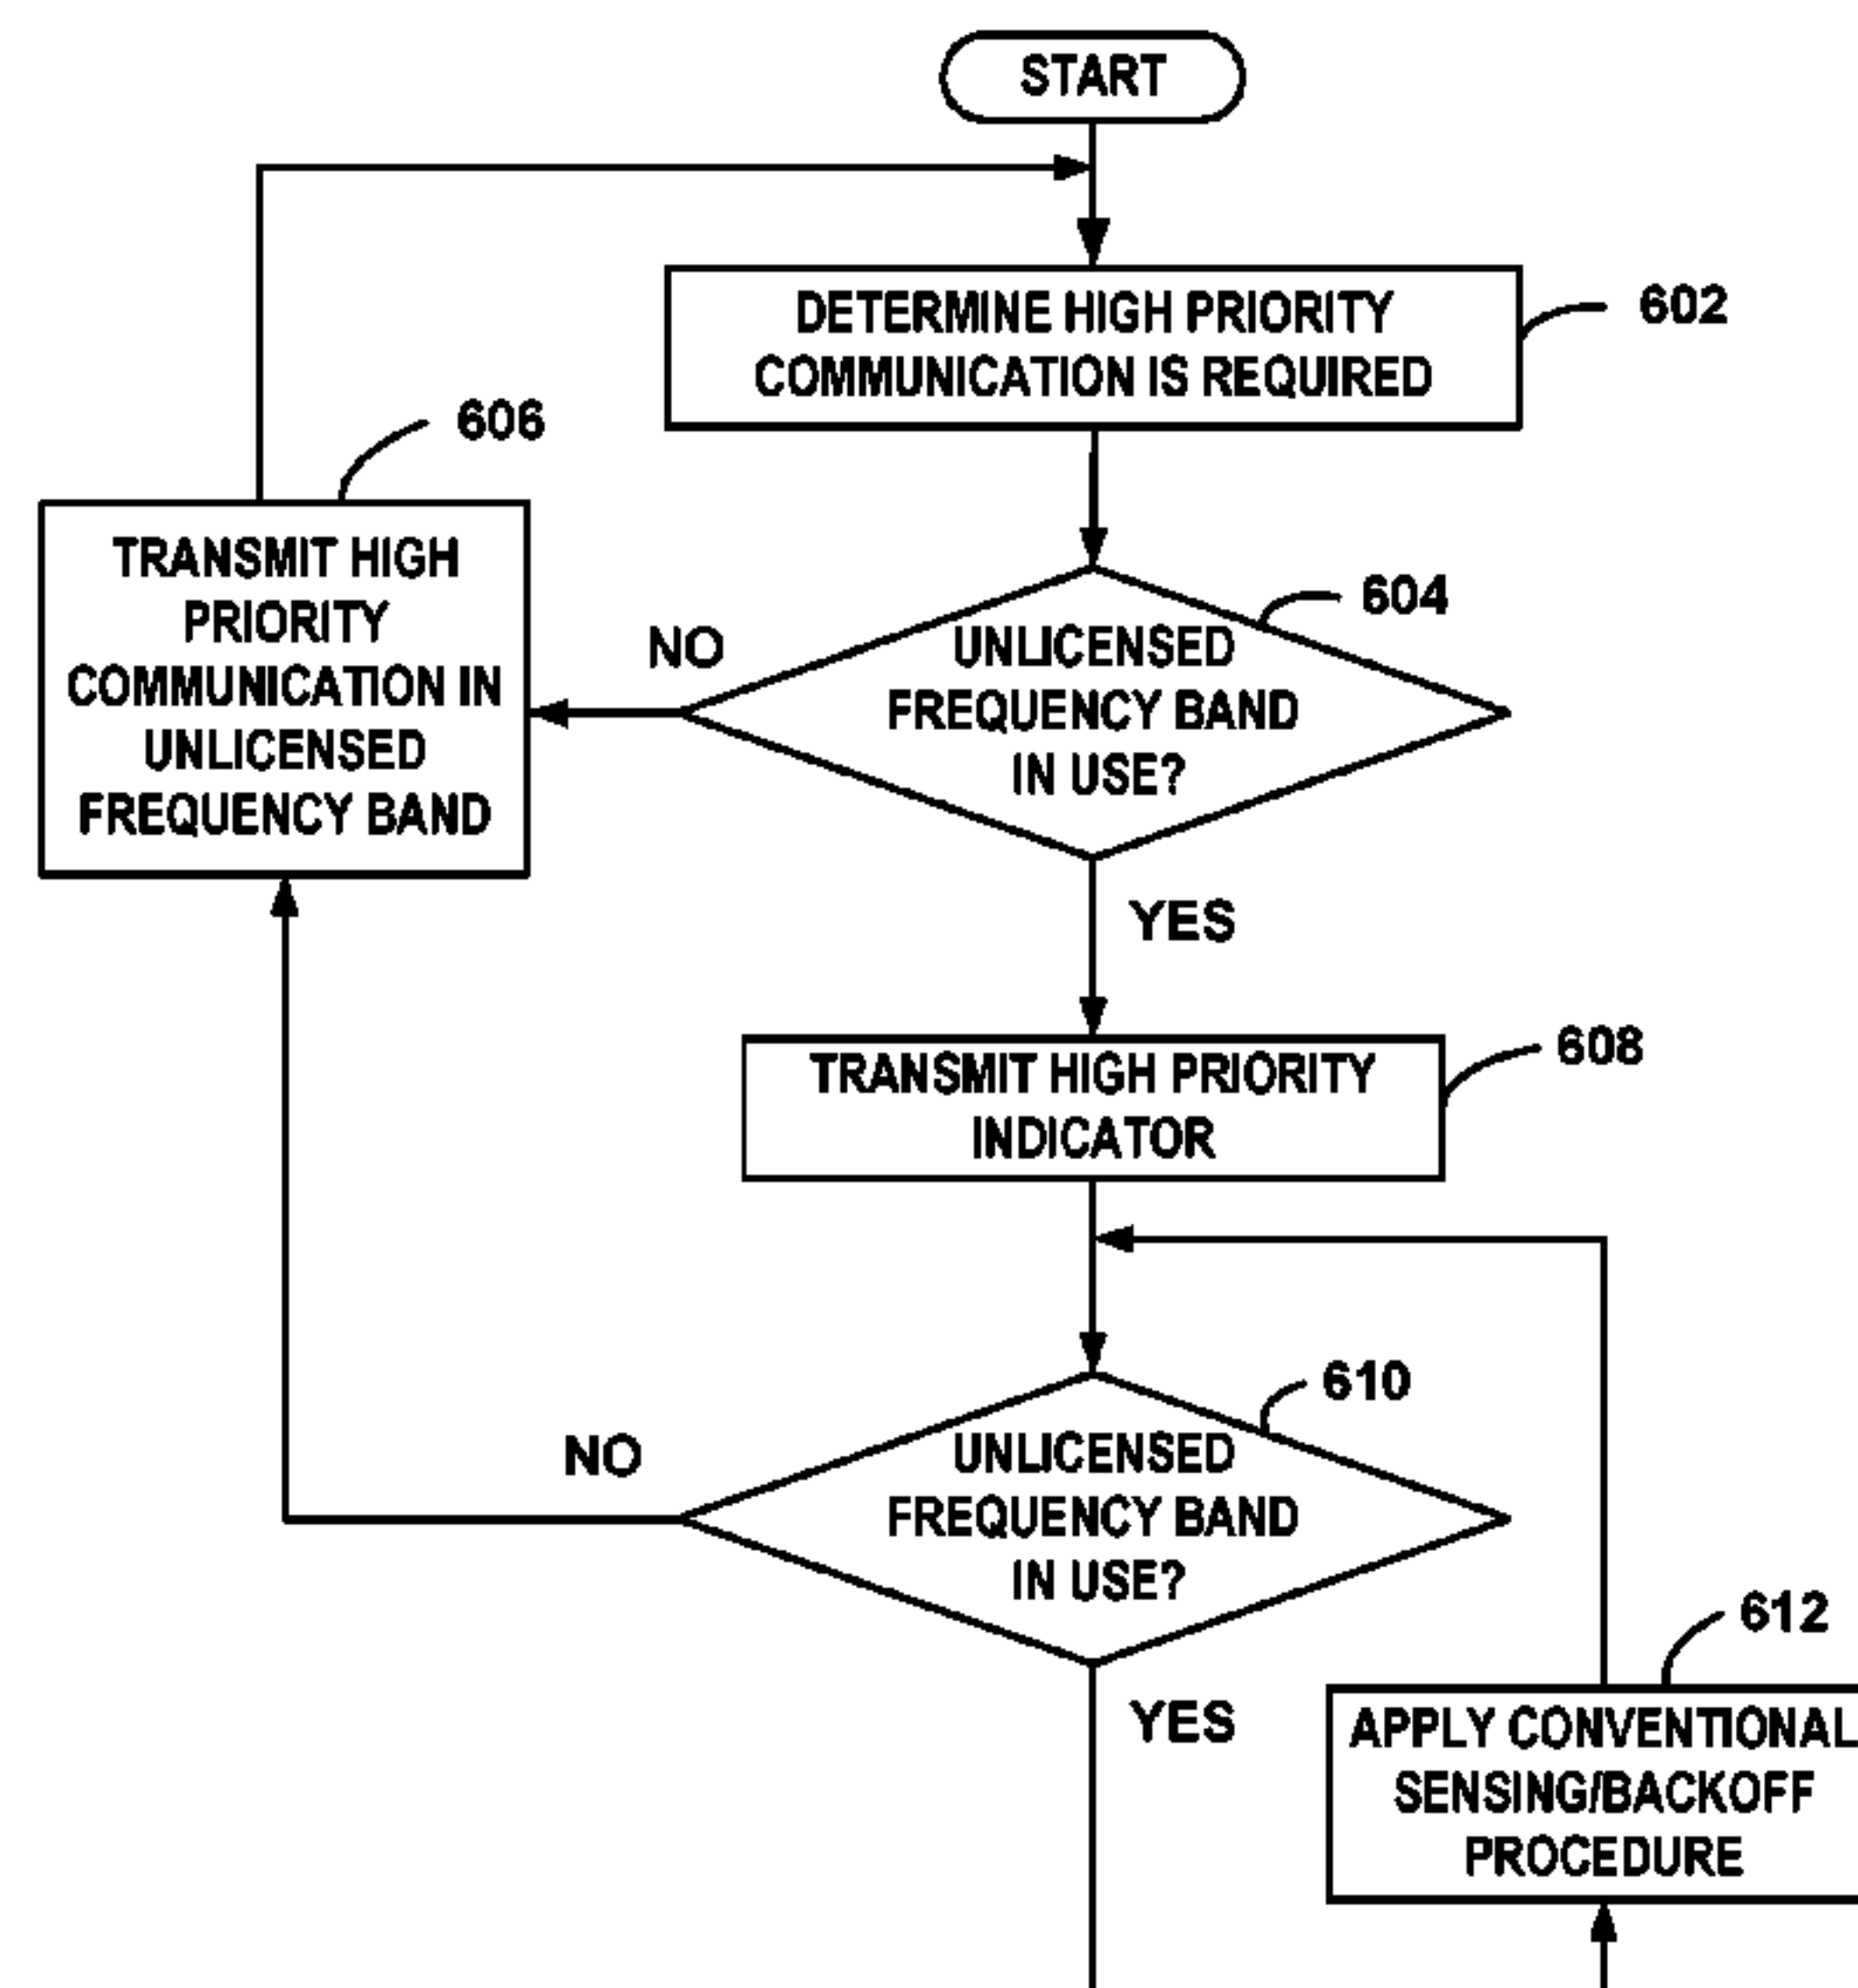 START
DETERMINE HIGH PRIORITY
COMMUNICATION IS REQUIRED
602
606
TRANSMIT HIGH
PRIORITY
COMMUNICATION IN
UNLICENSED
FREQUENCY BAND
NO
604
UNLICENSED
FREQUENCY BAND
IN USE?
YES
TRANSMIT HIGH PRIORITY
INDICATOR
608
610
NO
UNLICENSED
FREQUENCY BAND
IN USE?
YES
612
APPLY CONVENTIONAL
SENSING/BACKOFF
PROCEDURE